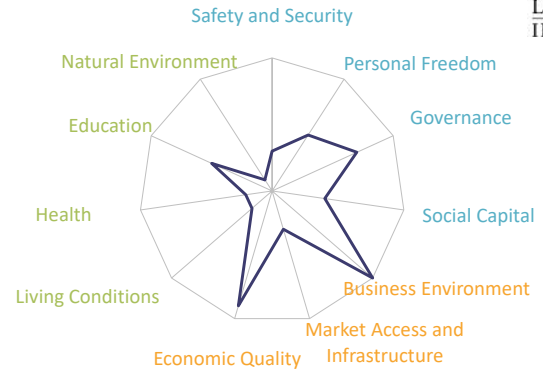 Safety and Security
Natural Environment
Personal Freedom
Education
Governance
Health
Social Capital
Business Environment
Living Conditions
Market Access and
Infrastructure
Economic Quality